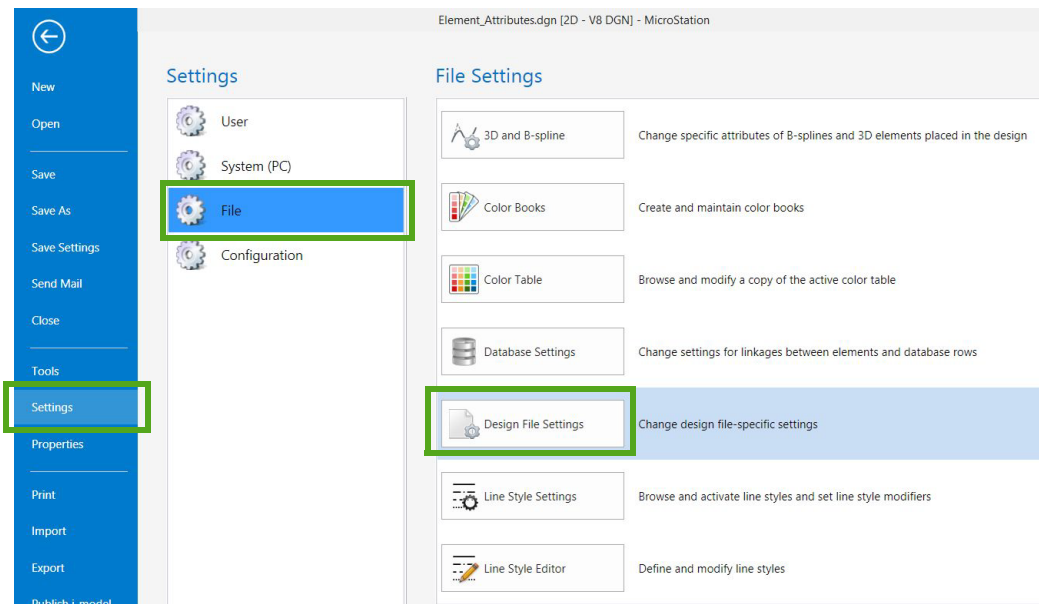 Element_Attributes.dgn [2D - V8 DGN] - MicroStation
New
Open
Save
Save As
Save Settings
Send Mail
Close
Tools
Settings
Properties
Print
Import
Export
Publish i-model
Settings
User
System (PC)
File
Configuration
File Settings
3D and B-spline
Change specific attributes of B-splines and 3D elements placed in the design
Color Books
Create and maintain color books
Color Table
Browse and modify a copy of the active color table
Database Settings
Change settings for linkages between elements and database rows
Design File Settings
Change design file-specific settings
Line Style Settings
Browse and activate line styles and set line style modifiers
Line Style Editor
Define and modify line styles